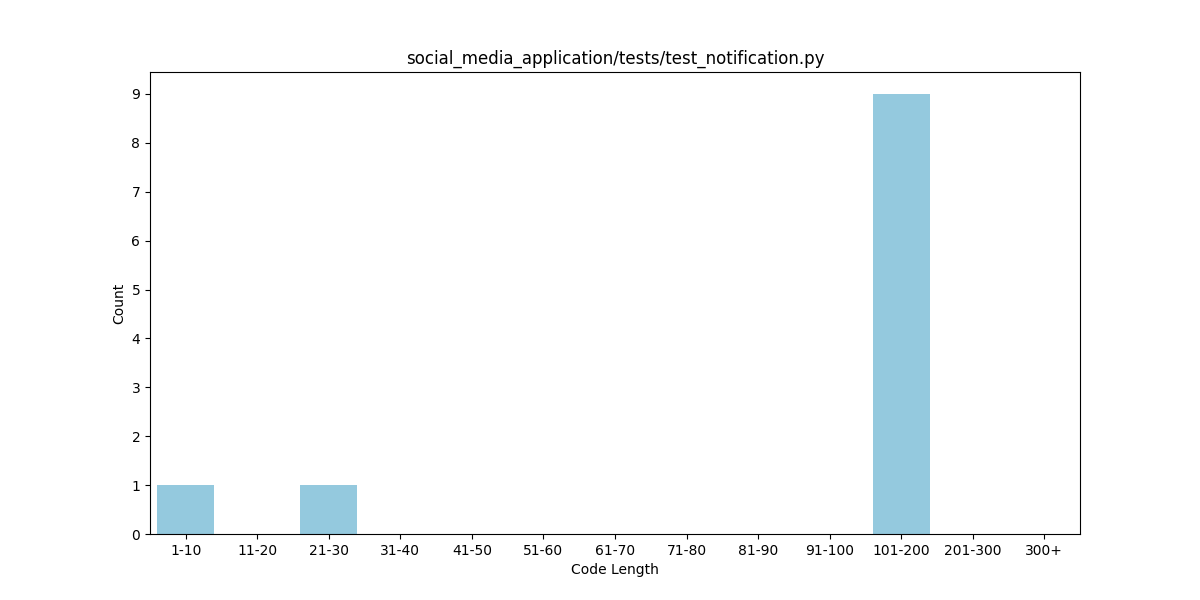 social_media_application/tests/test_notification.py
Count
9
8
7
6
5
4
3
2
1
0
1-10 11-20 21-30 31-40 41-50 51-60 61-70 71-80 81-90 91-100 101-200 201-300 300+
Code Length